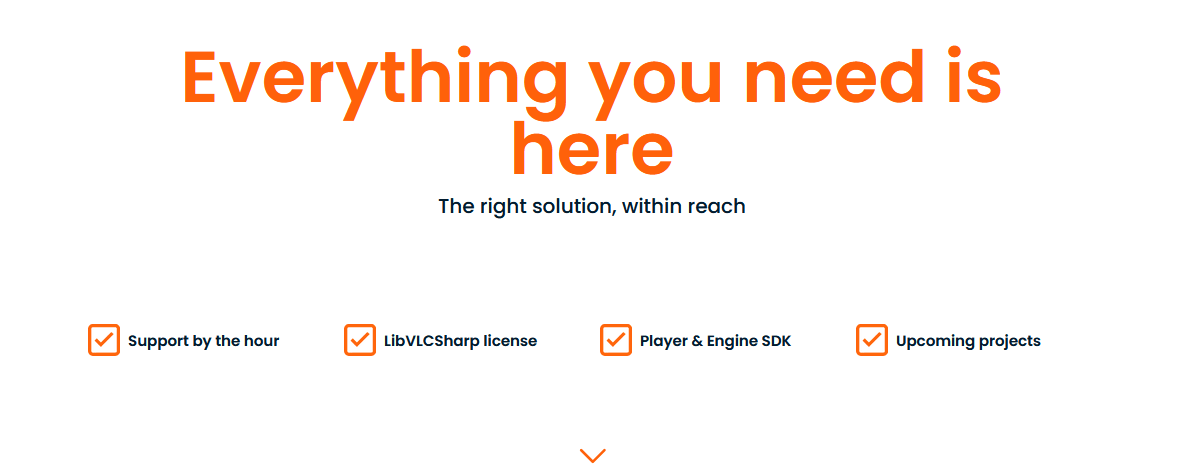 Everything you need is
here
The right solution, within reach
Support by the hour
LibVLCSharp license
Player & Engine SDK
Upcoming projects